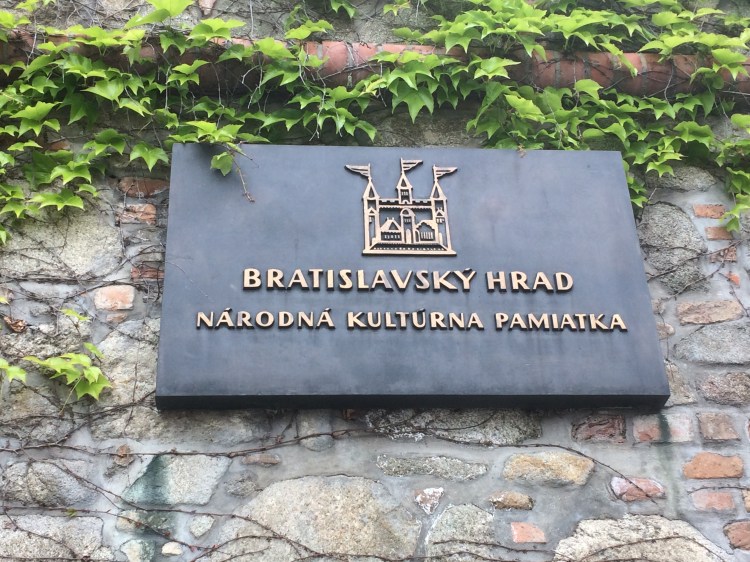 BRATISLAVSKÝ HRAD
NÁRODNÁ KULTÚRNA PAMIATKA